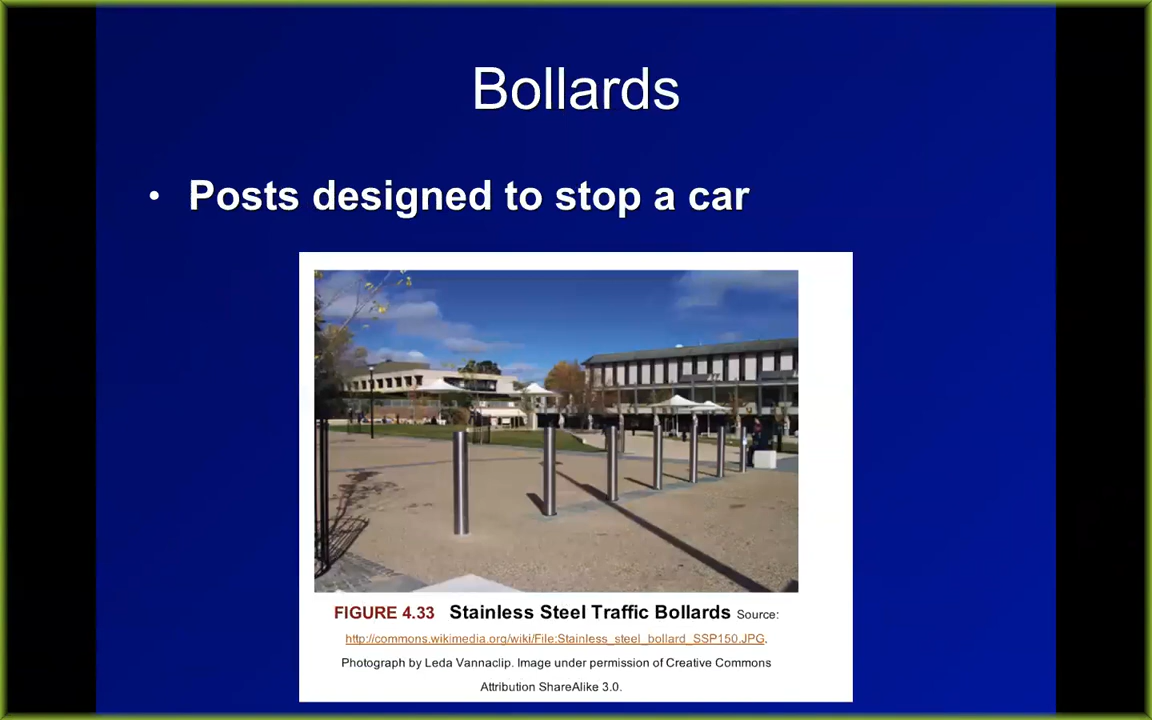 Bollards
• Posts designed to stop a car
FIGURE 4.33 Stainless Steel Traffic Bollards Source:
http://commons.wikimedia.org/wiki/File:Stainless_steel_bollard_SSP150.JPG.
Photograph by Leda Vannaclip. Image under permission of Creative Commons
Attribution ShareAlike 3.0.